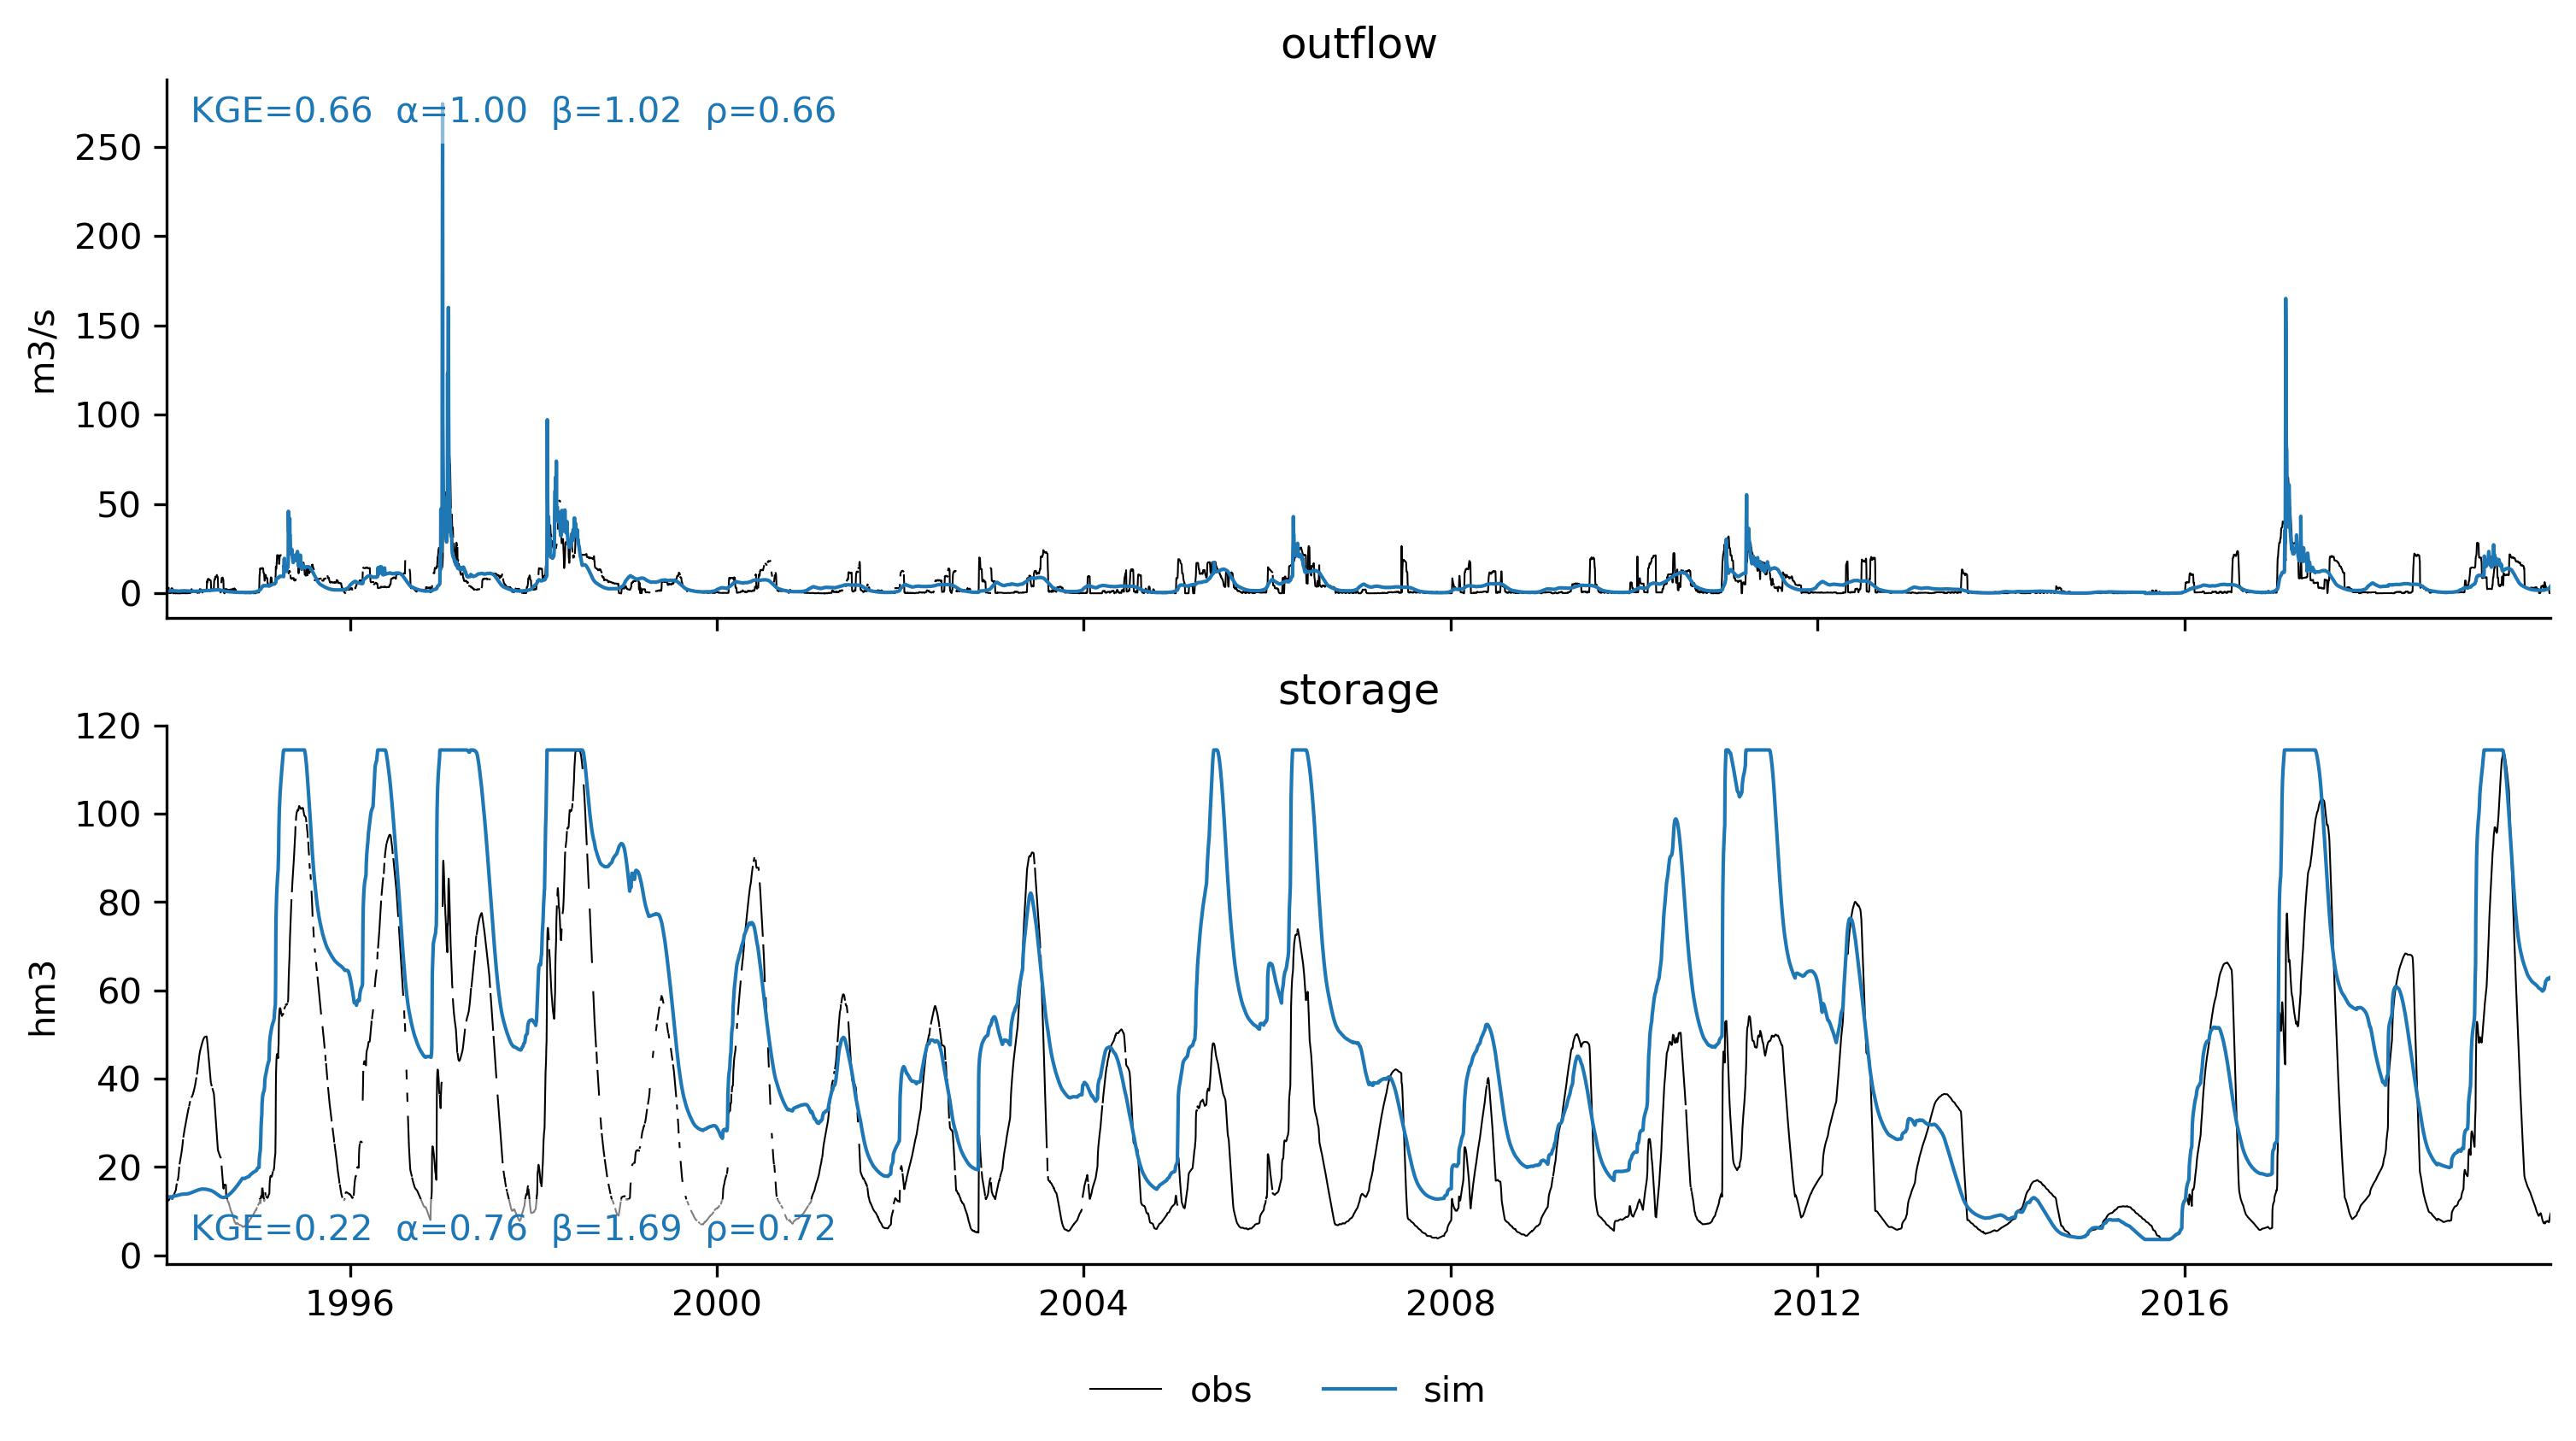 outflow
KGE=0.66 α=1.00 β=1.02 ρ=0.66
250
200
150
100
50
0
m3/s
storage
120
100
80
60
40
20
0
hm3
KGE=0.22 α=0.76 β=1.69 ρ=0.72
1996 2000 2004 2008 2012 2016
obs sim